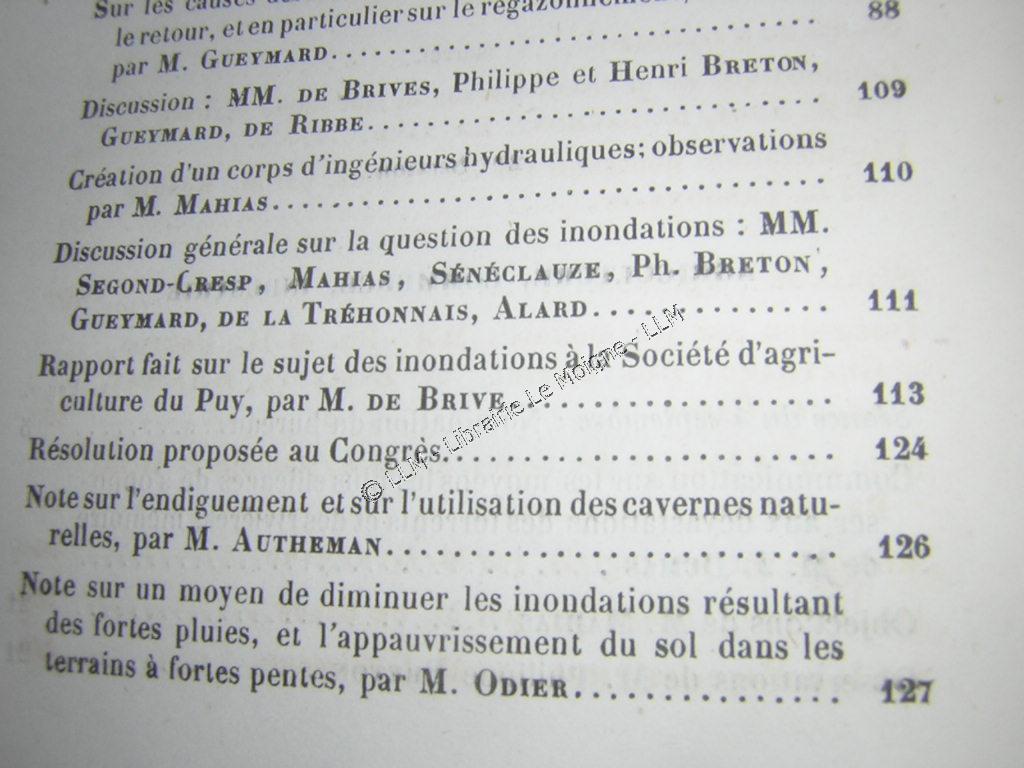 Sur les causes
le retour, et en particulier sur le regazonnement,
par M. GUEYMARD........ 88
Discussion : MM. DE BRIVES, Philippe et Henri BRETON,
GUEYMARD, DE RIBBE........ 109
Création d'un corps d'ingénieurs hydrauliques; observations
par M. MAHIAS........ 110
Discussion générale sur la question des inondations : MM.
SEGOND-CRESP, MAHIAS, SÉNÉCLAUZE, Ph. BRETON,
GUEYMARD, DE LA TRÉHONNAIS, ALARD........ 111
Rapport fait sur le sujet des inondations à la Société d'agri-
culture du Puy, par M. DE BRIVE........ 113
Résolution proposée au Congrès........ 124
Note sur l'endiguement et sur l'utilisation des cavernes natu-
relles, par M. AUTHEMAN........ 126
Note sur un moyen de diminuer les inondations résultant
des fortes pluies, et l'appauvrissement du sol dans les
terrains à fortes pentes, par M. ODIER........ 127
© LLM - Librairie Le Moigne - LLM